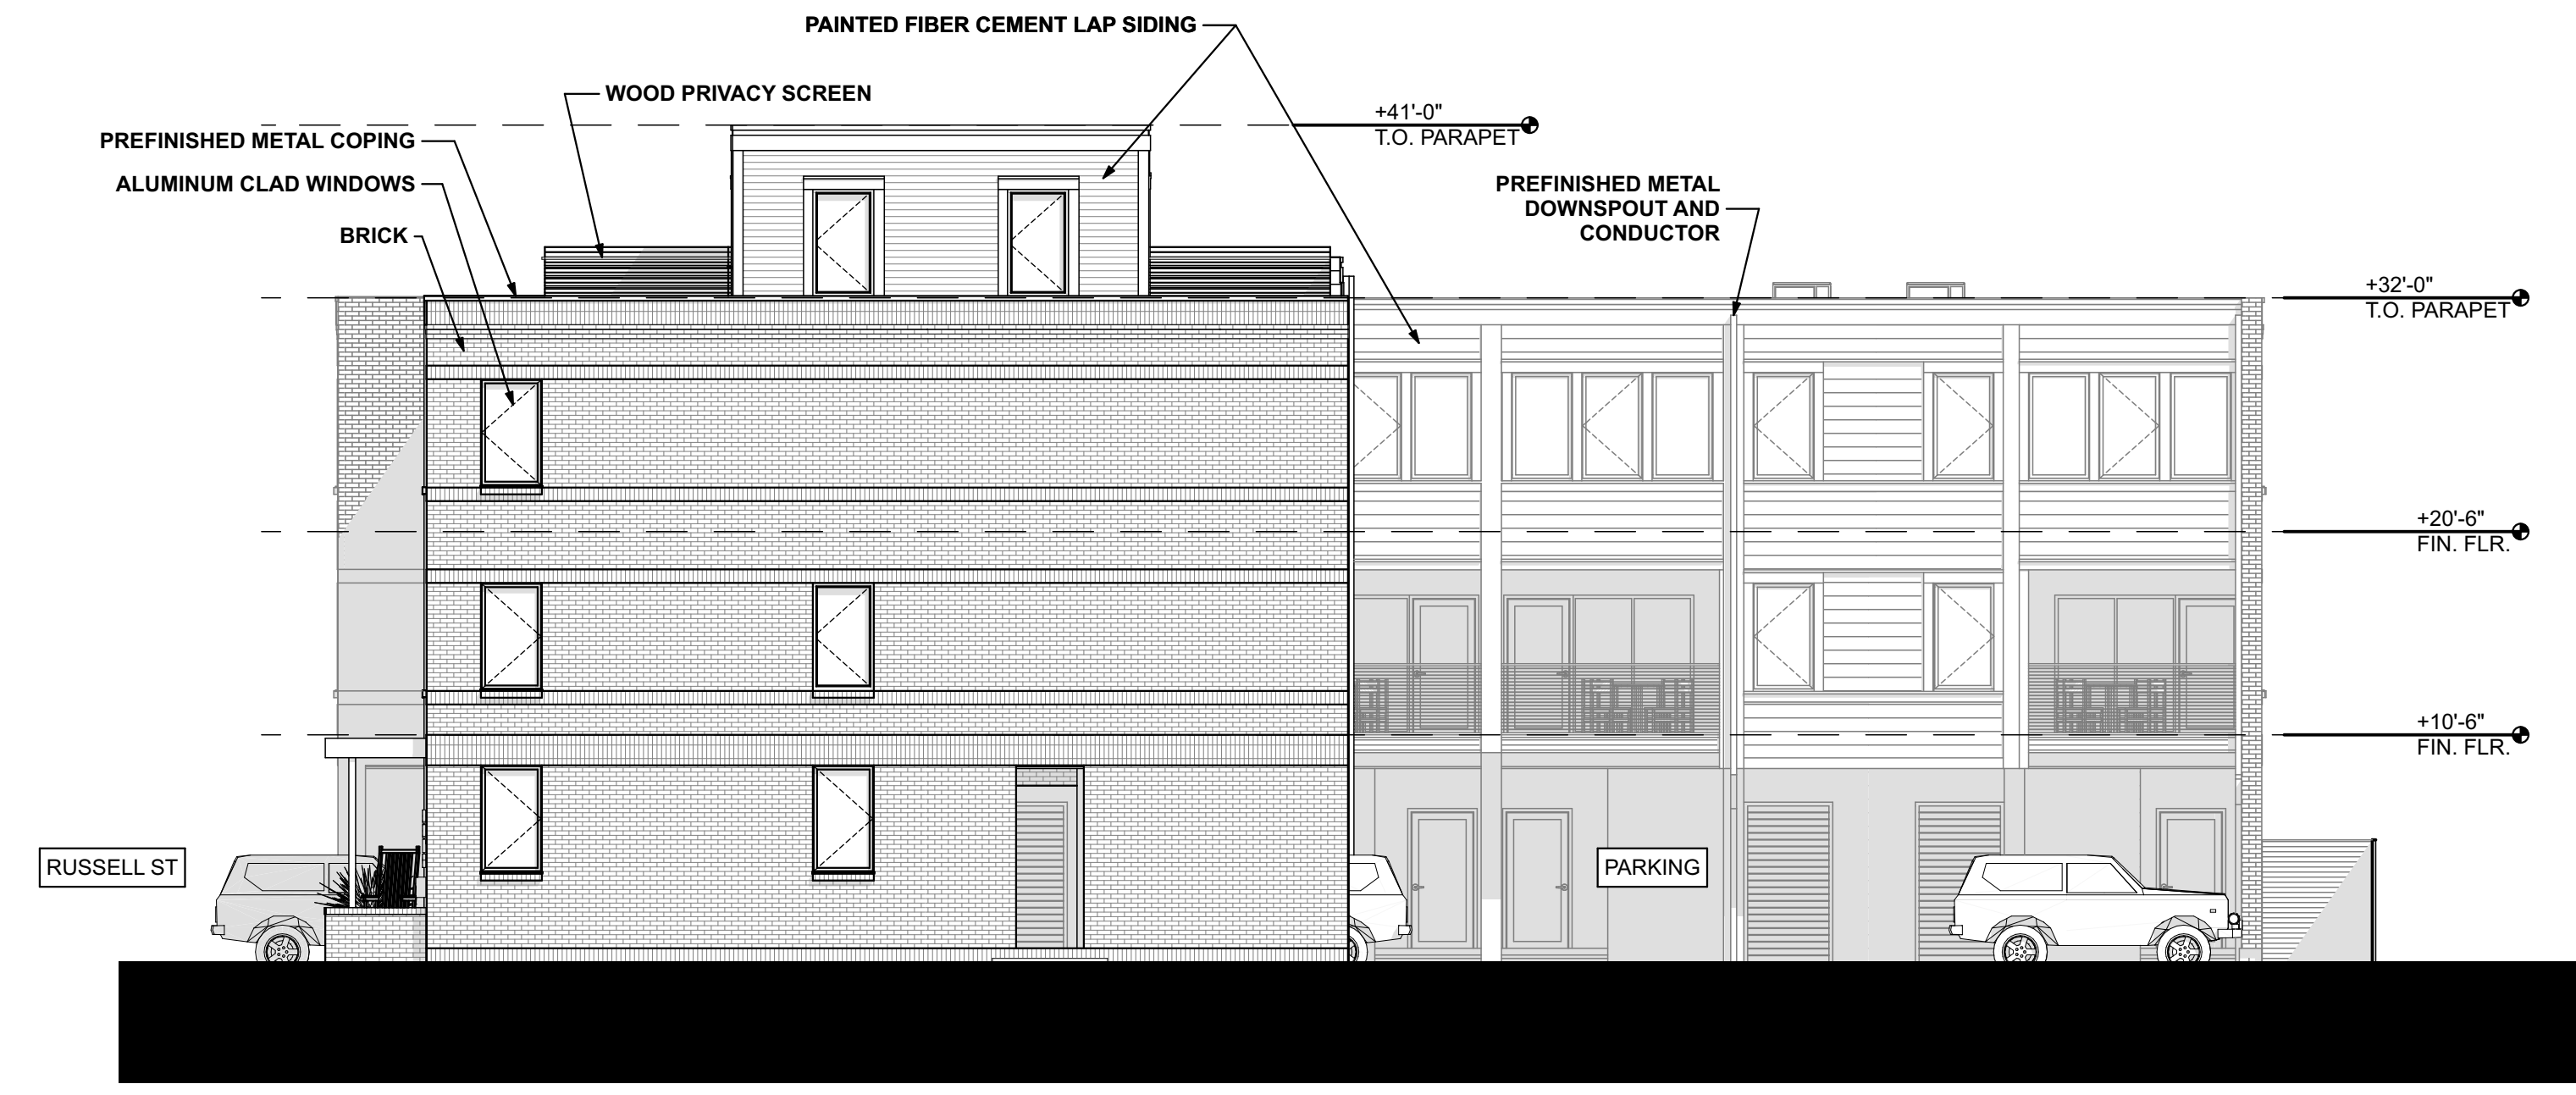 PAINTED FIBER CEMENT LAP SIDING
WOOD PRIVACY SCREEN
+41'-0"
T.O. PARAPET
PREFINISHED METAL COPING
ALUMINUM CLAD WINDOWS
BRICK
PREFINISHED METAL
DOWNSPOUT AND
CONDUCTOR
+32'-0"
T.O. PARAPET
+20'-6"
FIN. FLR.
+10'-6"
FIN. FLR.
RUSSELL ST
PARKING